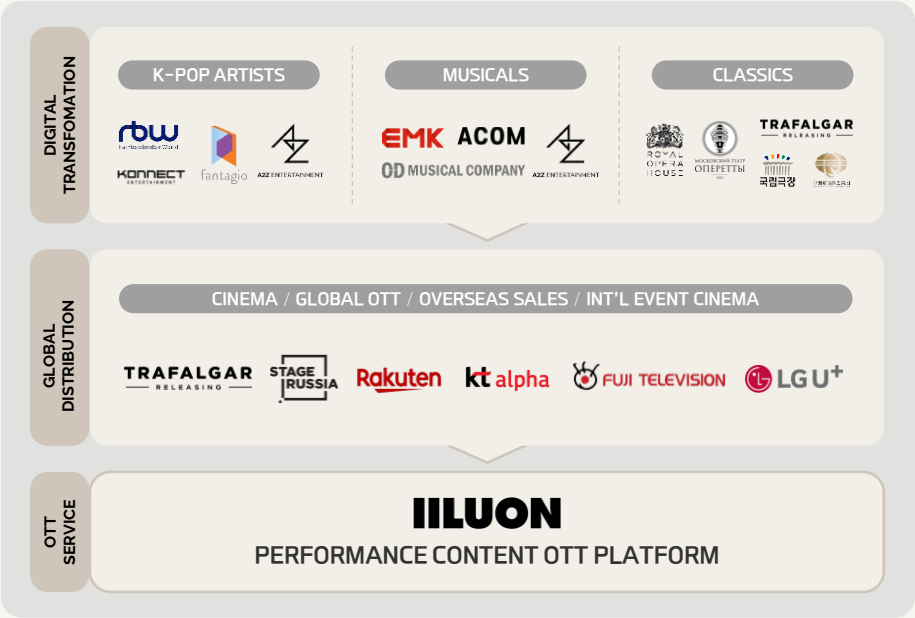 DIGITAL
TRANSFOMATION
K-POP ARTISTS
rbw
KONNECT
ENTERTAINMENT
fantagio
A2Z ENTERTAINMENT
MUSICALS
EMK
ACOM
OD MUSICAL COMPANY
A2Z ENTERTAINMENT
CLASSICS
ROYAL
OPERA
HOUSE
МОСКОВСКИЙ ТЕАТР
ОПЕРЕТТЫ
TRAFALGAR
RELEASING
국립극장
GLOBAL
DISTRIBUTION
CINEMA / GLOBAL OTT / OVERSEAS SALES / INT'L EVENT CINEMA
TRAFALGAR
RELEASING
STAGE
RUSSIA
Rakuten
kt alpha
FUJI TELEVISION
LG U+
OTT
SERVICE
IILUON
PERFORMANCE CONTENT OTT PLATFORM